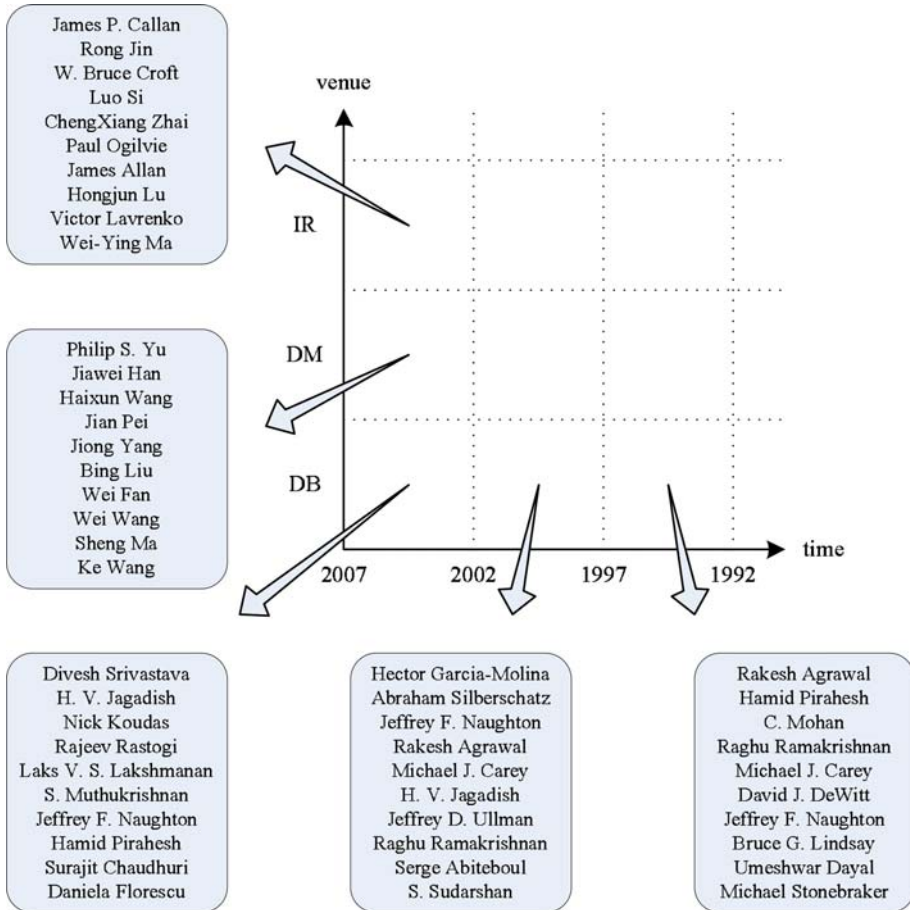 James P. Callan
Rong Jin
W. Bruce Croft
Luo Si
ChengXiang Zhai
Paul Ogilvie
James Allan
Hongjun Lu
Victor Lavrenko
Wei-Ying Ma
venue
IR
Philip S. Yu
Jiawei Han
Haixun Wang
Jian Pei
Jiong Yang
Bing Liu
Wei Fan
Wei Wang
Sheng Ma
Ke Wang
DM
DB
time
2007 2002 1997 1992
Divesh Srivastava
H. V. Jagadish
Nick Koudas
Rajeev Rastogi
Laks V. S. Lakshmanan
S. Muthukrishnan
Jeffrey F. Naughton
Hamid Pirahesh
Surajit Chaudhuri
Daniela Florescu
Hector Garcia-Molina
Abraham Silberschatz
Jeffrey F. Naughton
Rakesh Agrawal
Michael J. Carey
H. V. Jagadish
Jeffrey D. Ullman
Raghu Ramakrishnan
Serge Abiteboul
S. Sudarshan
Rakesh Agrawal
Hamid Pirahesh
C. Mohan
Raghu Ramakrishnan
Michael J. Carey
David J. DeWitt
Jeffrey F. Naughton
Bruce G. Lindsay
Umeshwar Dayal
Michael Stonebraker